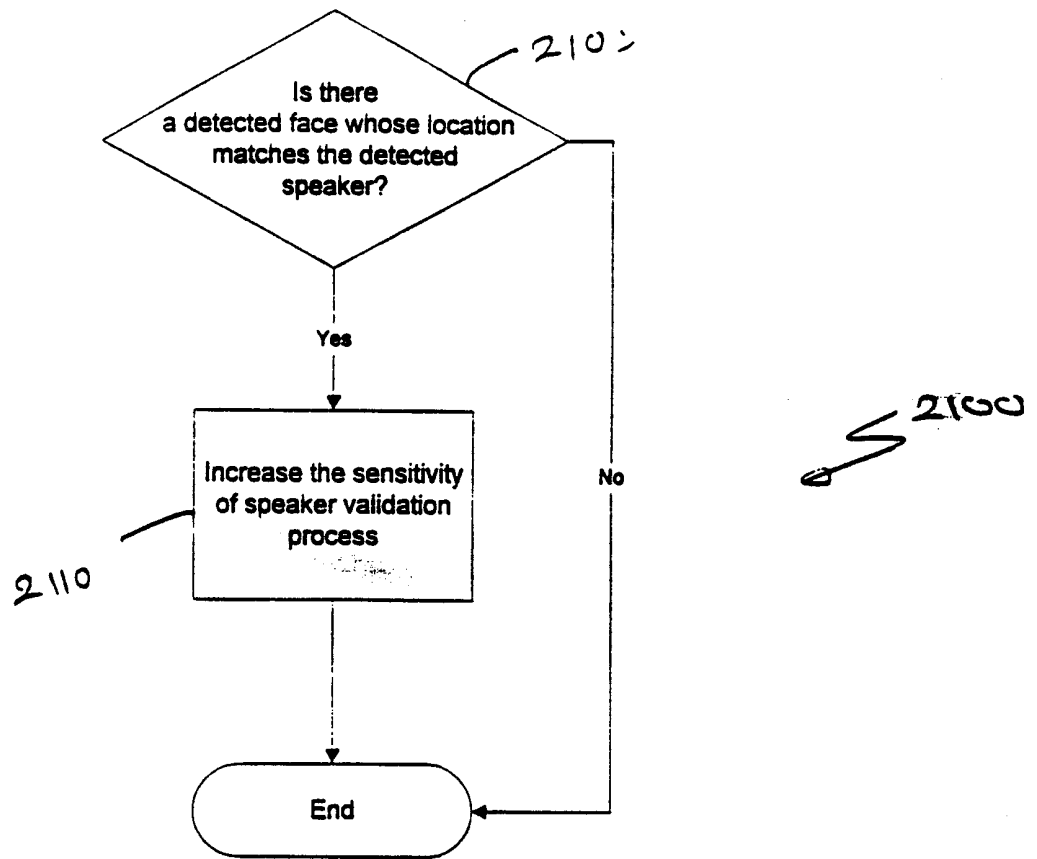 Is there
a detected face whose location
matches the detected
speaker?
Yes
No
2100
Increase the sensitivity
of speaker validation
process
2110
End